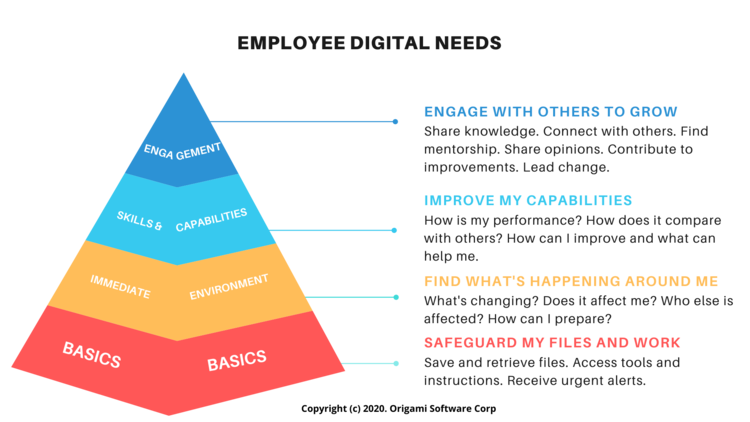 EMPLOYEE DIGITAL NEEDS
ENGA GEMENT
ENGAGE WITH OTHERS TO GROW
Share knowledge. Connect with others. Find
mentorship. Share opinions. Contribute to
improvements. Lead change.
SKILLS & CAPABILITIES
IMPROVE MY CAPABILITIES
How is my performance? How does it compare
with others? How can I improve and what can
help me.
IMMEDIATE ENVIRONMENT
FIND WHAT'S HAPPENING AROUND ME
What's changing? Does it affect me? Who else is
affected? How can I prepare?
BASICS BASICS
SAFEGUARD MY FILES AND WORK
Save and retrieve files. Access tools and
instructions. Receive urgent alerts.
Copyright (c) 2020. Origami Software Corp